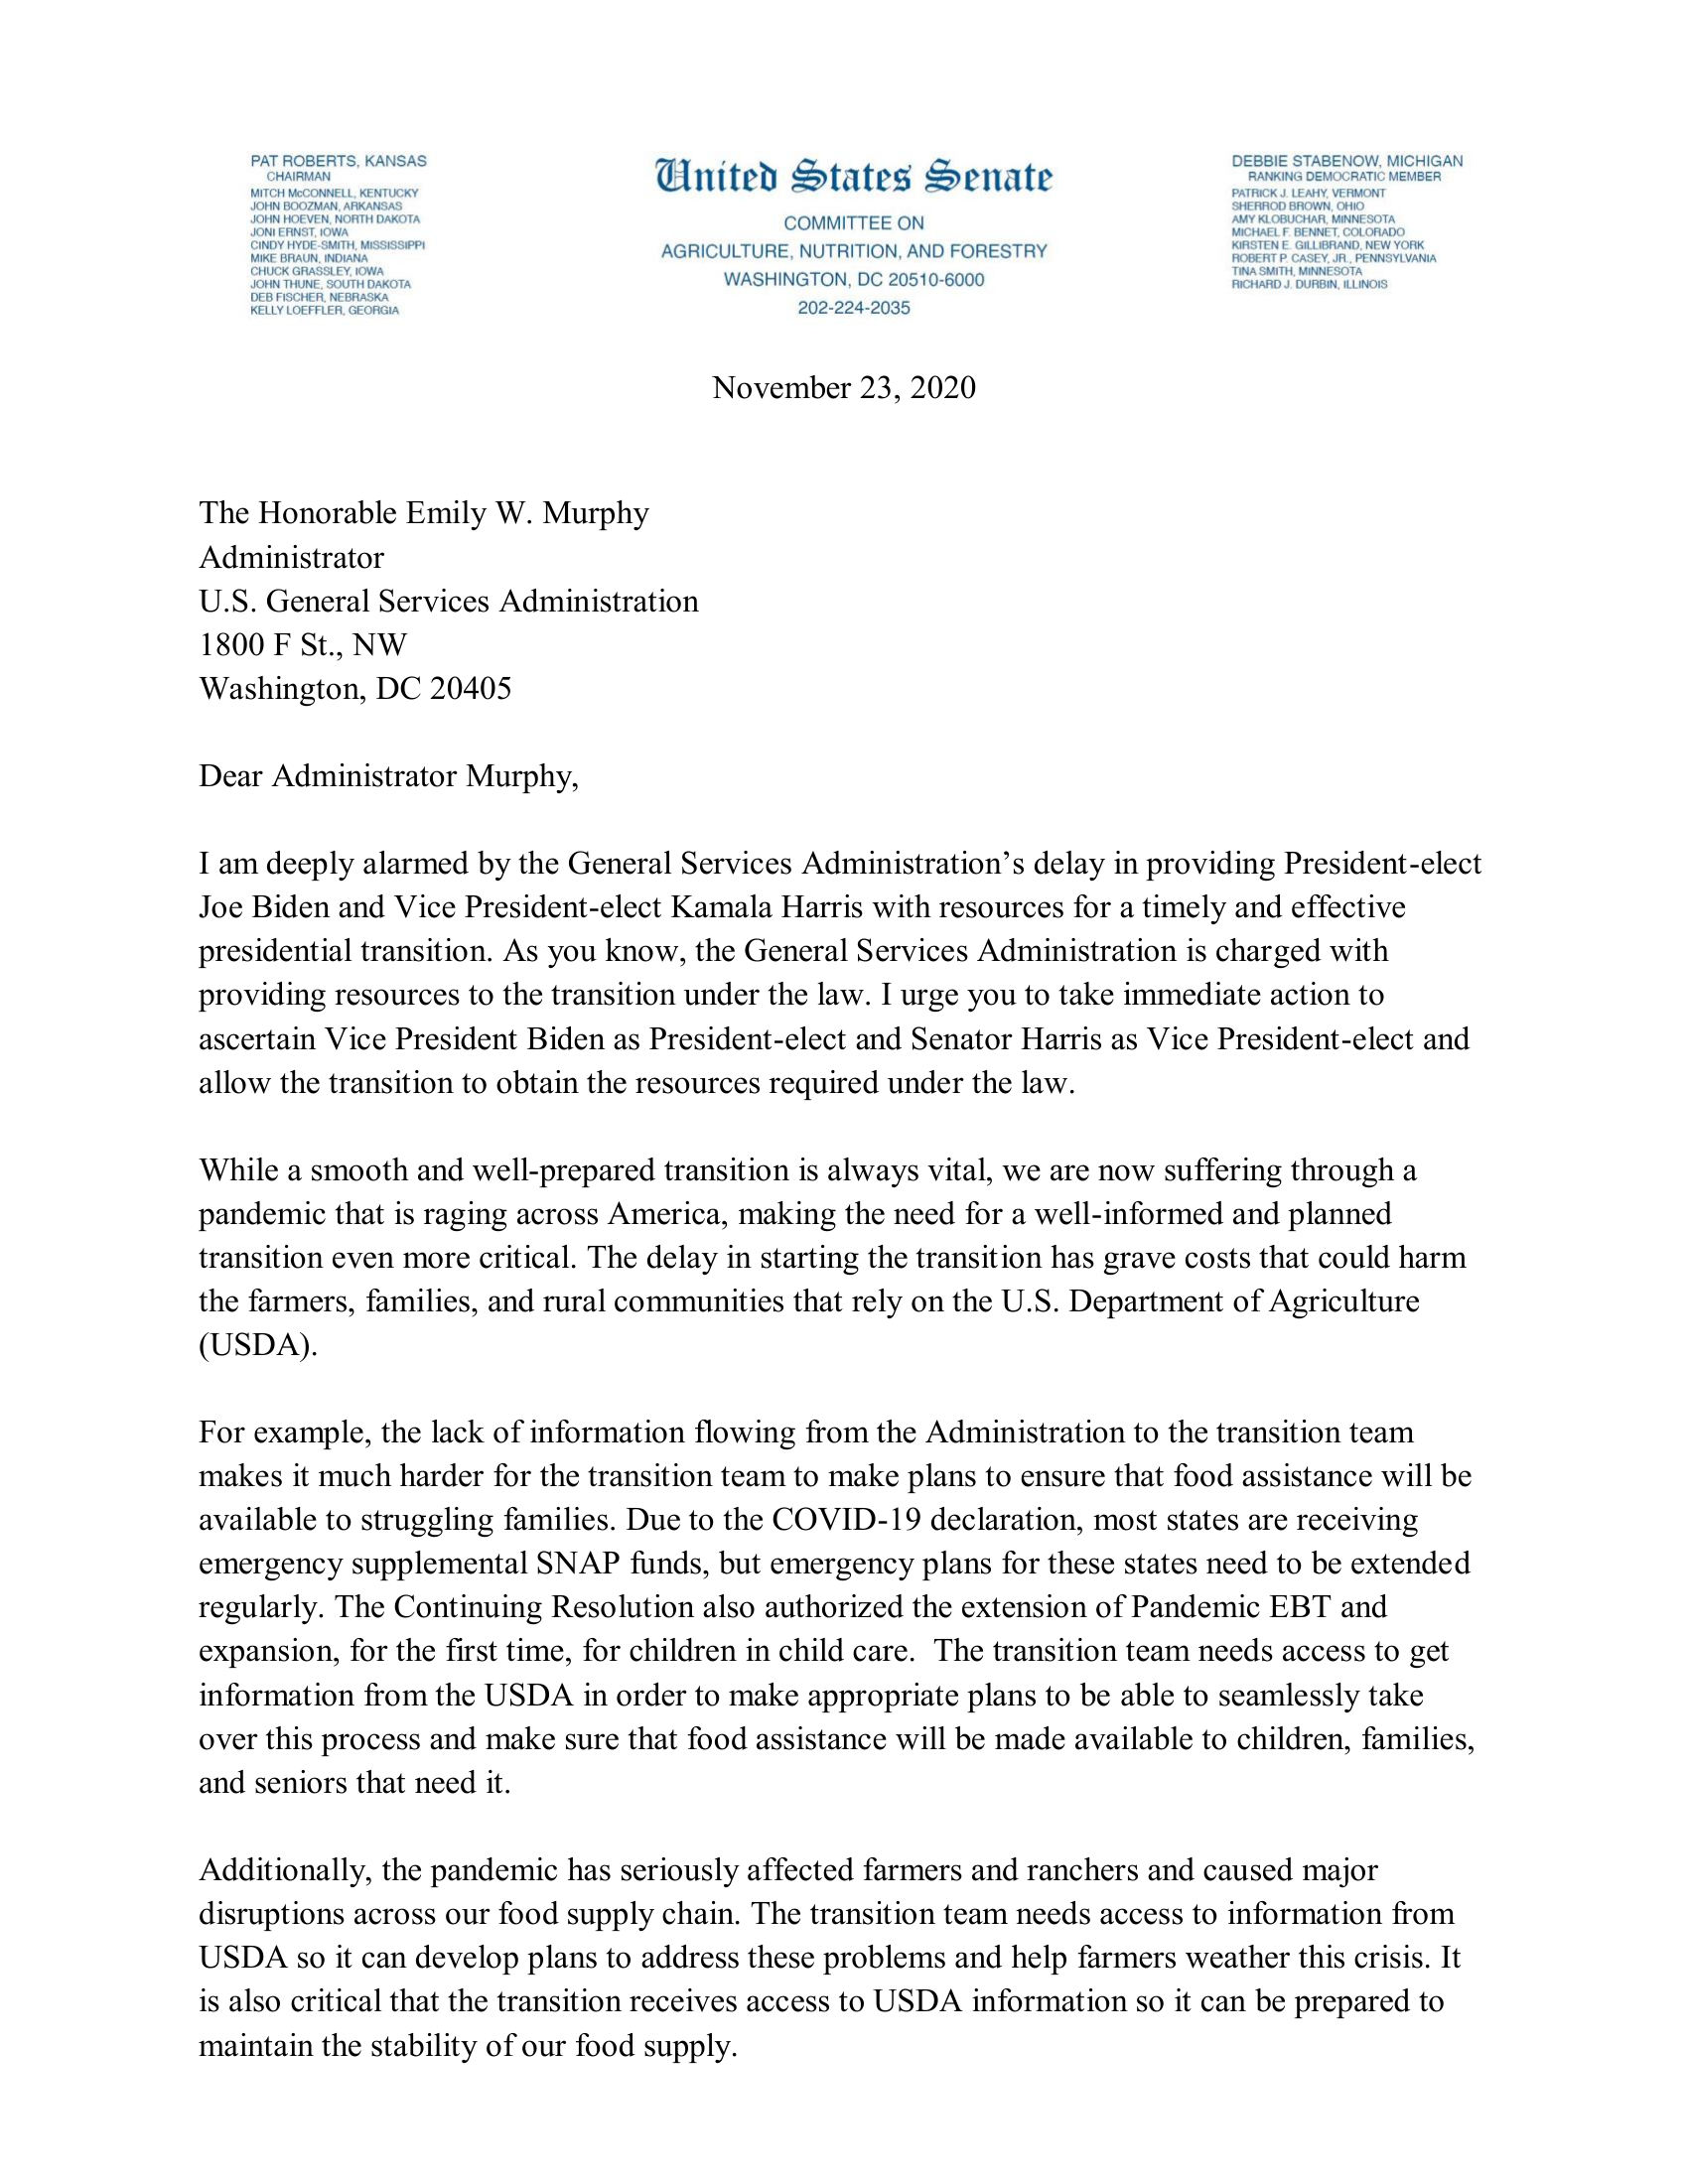 PAT ROBERTS, KANSAS
CHAIRMAN
MITCH McCONNELL, KENTUCKY
JOHN BOOZMAN, ARKANSAS
JOHN HOEVEN, NORTH DAKOTA
JONI ERNST, IOWA
CINDY HYDE-SMITH, MISSISSIPPI
MIKE BRAUN, INDIANA
CHUCK GRASSLEY, IOWA
JOHN THUNE, SOUTH DAKOTA
DEB FISCHER, NEBRASKA
KELLY LOEFFLER, GEORGIA
United States Senate
COMMITTEE ON
AGRICULTURE, NUTRITION, AND FORESTRY
WASHINGTON, DC 20510-6000
202-224-2035
DEBBIE STABENOW, MICHIGAN
RANKING DEMOCRATIC MEMBER
PATRICK J. LEAHY, VERMONT
SHERROD BROWN, OHIO
AMY KLOBUCHAR, MINNESOTA
MICHAEL F. BENNET, COLORADO
KIRSTEN E. GILLIBRAND, NEW YORK
ROBERT P. CASEY, JR., PENNSYLVANIA
TINA SMITH, MINNESOTA
RICHARD J. DURBIN, ILLINOIS
November 23, 2020
The Honorable Emily W. Murphy
Administrator
U.S. General Services Administration
1800 F St., NW
Washington, DC 20405
Dear Administrator Murphy,
I am deeply alarmed by the General Services Administration’s delay in providing President-elect
Joe Biden and Vice President-elect Kamala Harris with resources for a timely and effective
presidential transition. As you know, the General Services Administration is charged with
providing resources to the transition under the law. I urge you to take immediate action to
ascertain Vice President Biden as President-elect and Senator Harris as Vice President-elect and
allow the transition to obtain the resources required under the law.
While a smooth and well-prepared transition is always vital, we are now suffering through a
pandemic that is raging across America, making the need for a well-informed and planned
transition even more critical. The delay in starting the transition has grave costs that could harm
the farmers, families, and rural communities that rely on the U.S. Department of Agriculture
(USDA).
For example, the lack of information flowing from the Administration to the transition team
makes it much harder for the transition team to make plans to ensure that food assistance will be
available to struggling families. Due to the COVID-19 declaration, most states are receiving
emergency supplemental SNAP funds, but emergency plans for these states need to be extended
regularly. The Continuing Resolution also authorized the extension of Pandemic EBT and
expansion, for the first time, for children in child care.  The transition team needs access to get
information from the USDA in order to make appropriate plans to be able to seamlessly take
over this process and make sure that food assistance will be made available to children, families,
and seniors that need it.
Additionally, the pandemic has seriously affected farmers and ranchers and caused major
disruptions across our food supply chain. The transition team needs access to information from
USDA so it can develop plans to address these problems and help farmers weather this crisis. It
is also critical that the transition receives access to USDA information so it can be prepared to
maintain the stability of our food supply.